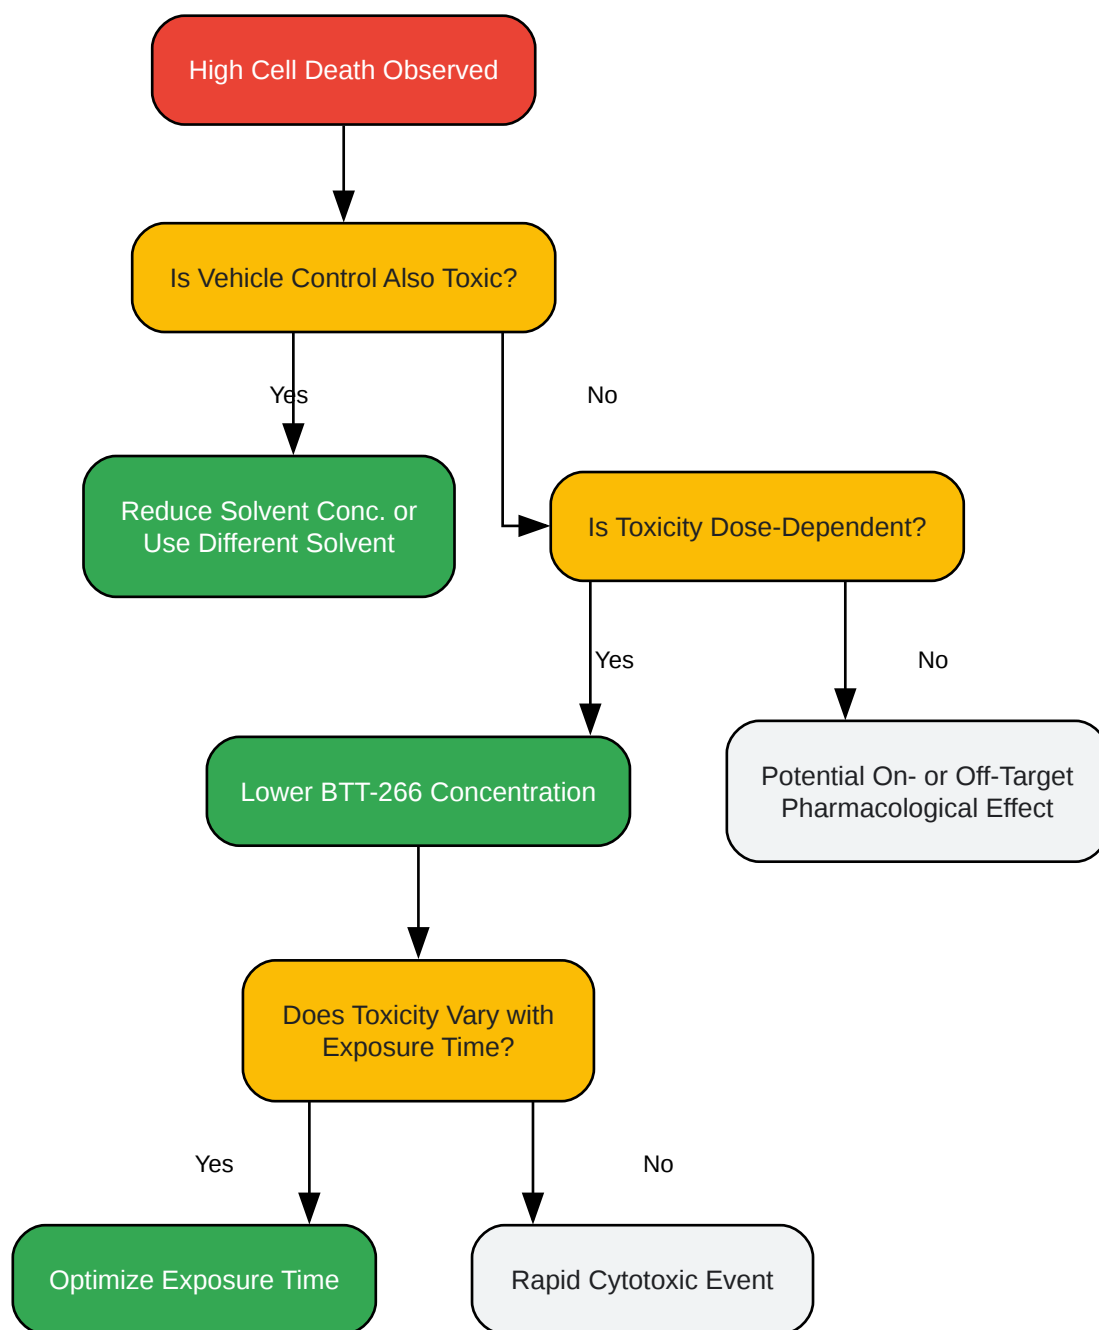 High Cell Death Observed
Is Vehicle Control Also Toxic?
Yes
No
Reduce Solvent Conc. or
Use Different Solvent
Is Toxicity Dose-Dependent?
Yes
No
Lower BTT-266 Concentration
Potential On- or Off-Target
Pharmacological Effect
Does Toxicity Vary with
Exposure Time?
Yes
No
Optimize Exposure Time
Rapid Cytotoxic Event